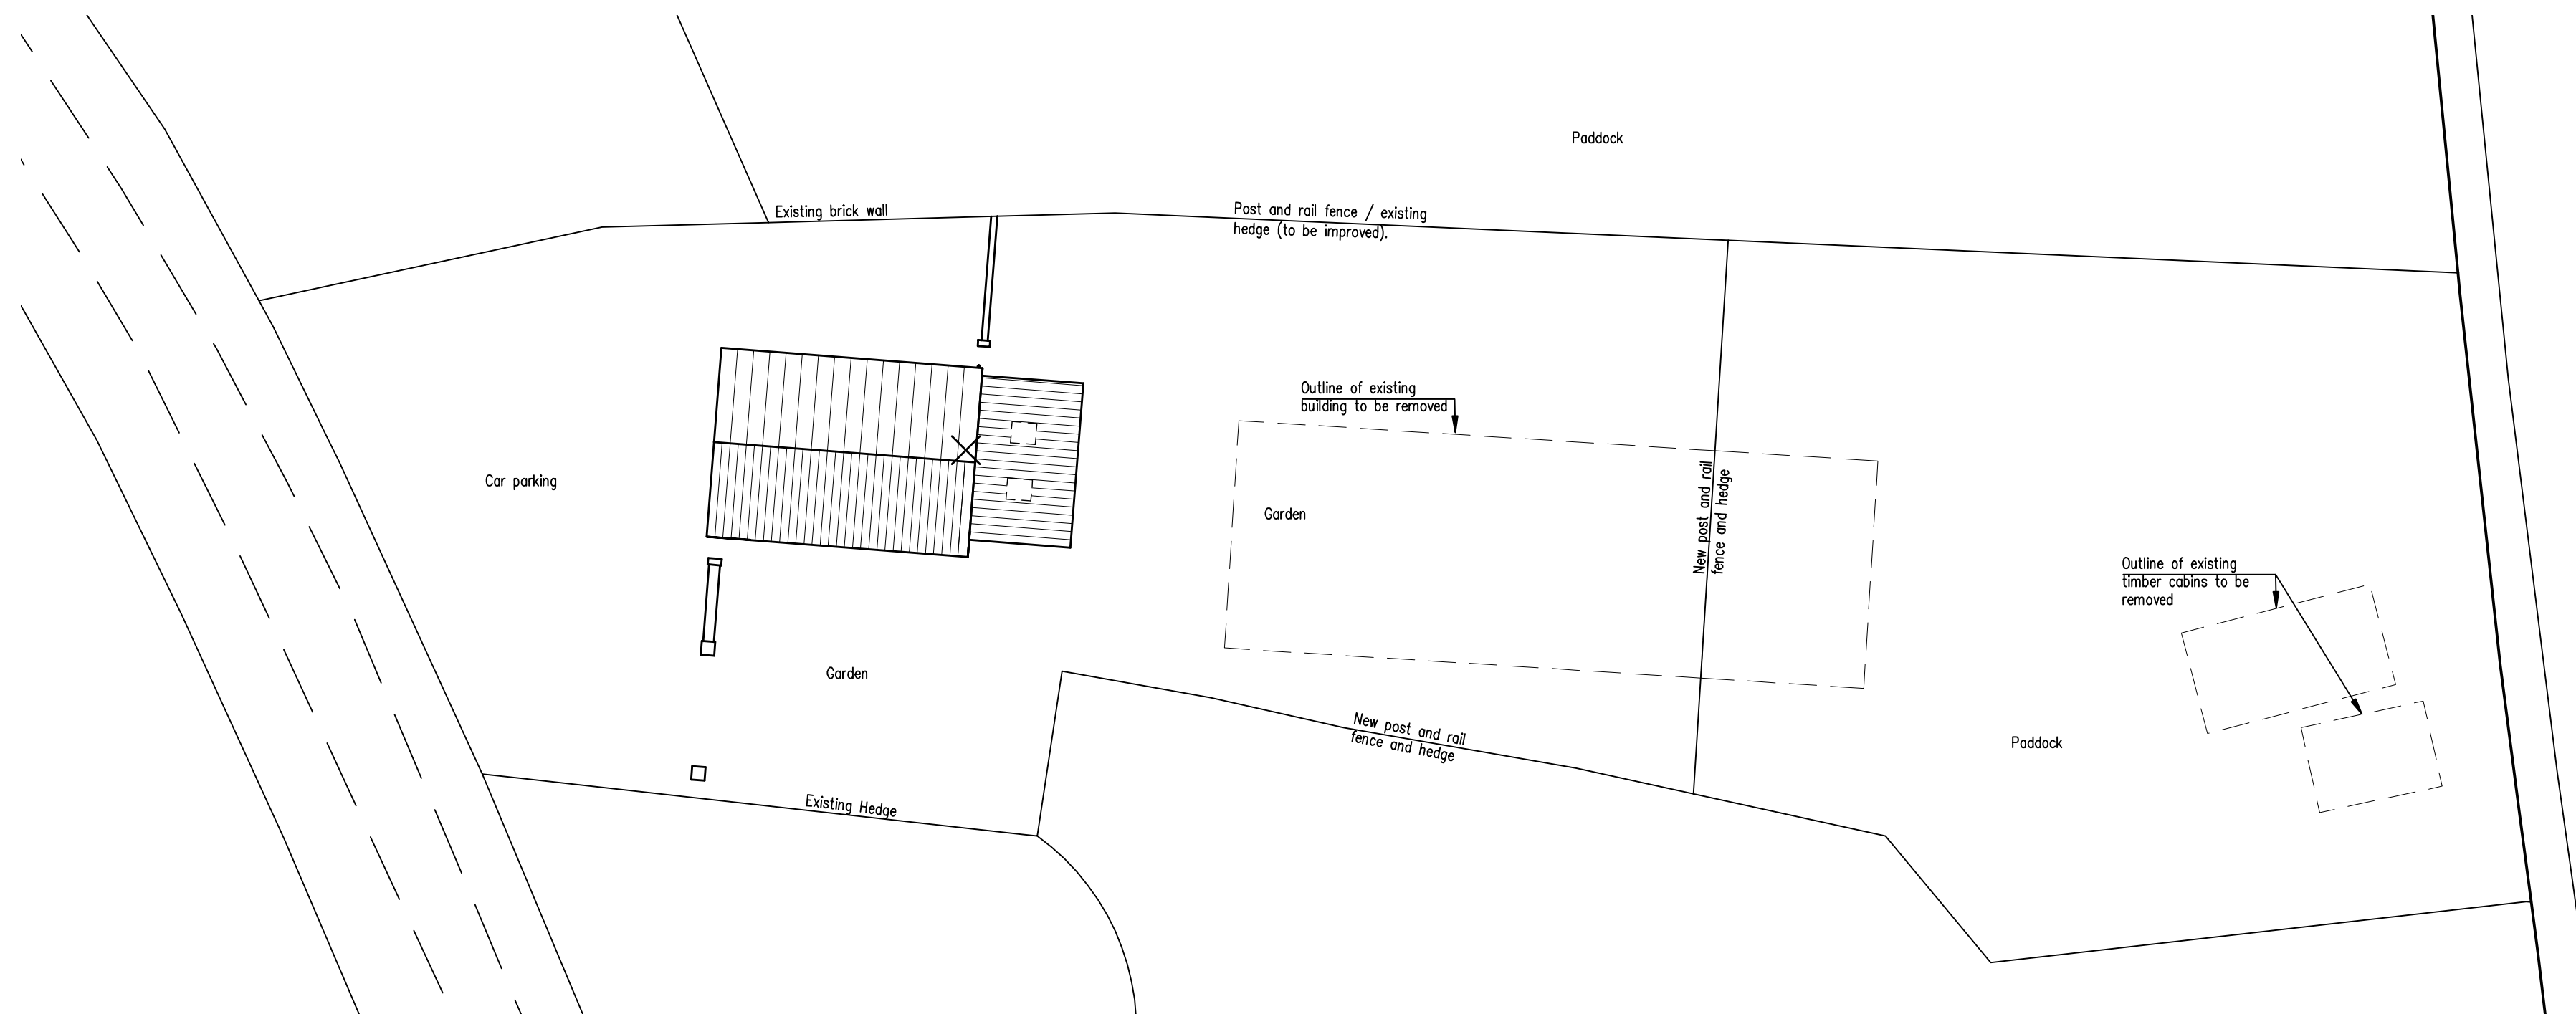 Paddock
Existing brick wall
Post and rail fence / existing
hedge (to be improved).
Outline of existing
building to be removed
Car parking
Garden
New post and rail
fence and hedge
Outline of existing
timber cabins to be
removed
Garden
New post and rail
fence and hedge
Paddock
Existing Hedge